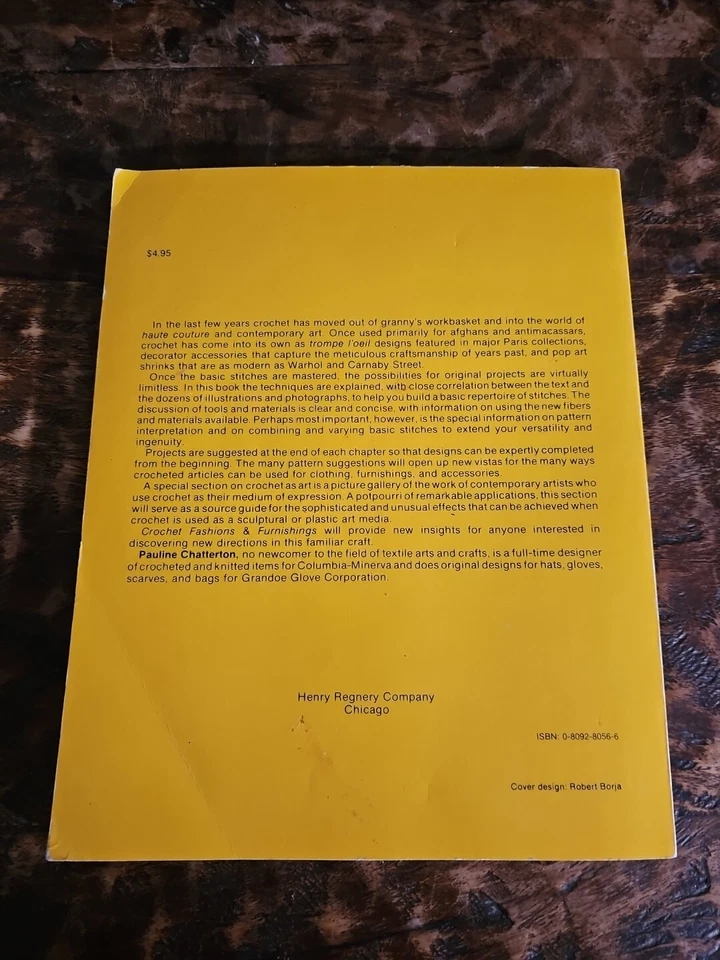 $4.95
In the last few years crochet has moved out of granny's workbasket and into the world of
haute couture and contemporary art. Once used primarily for afghans and antimacassars,
crochet has come into its own as trompe l'oeil designs featured in major Paris collections,
decorator accessories that capture the meticulous craftsmanship of years past, and pop art
shrinks that are as modern as Warhol and Carnaby Street.
Once the basic stitches are mastered, the possibilities for original projects are virtually
limitless. In this book the techniques are explained, with close correlation between the text and
the dozens of illustrations and photographs, to help you build a basic repertoire of stitches. The
discussion of tools and materials is clear and concise, with information on using the new fibers
and materials available. Perhaps most important, however, is the special information on pattern
interpretation and on combining and varying basic stitches to extend your versatility and
ingenuity.
Projects are suggested at the end of each chapter so that designs can be expertly completed
from the beginning. The many pattern suggestions will open up new vistas for the many ways
crocheted articles can be used for clothing, furnishings, and accessories.
A special section on crochet as art is a picture gallery of the work of contemporary artists who
use crochet as their medium of expression. A potpourri of remarkable applications, this section
will serve as a source guide for the sophisticated and unusual effects that can be achieved when
crochet is used as a sculptural or plastic art media.
Crochet Fashions & Furnishings will provide new insights for anyone interested in
discovering new directions in this familiar craft.
Pauline Chatterton, no newcomer to the field of textile arts and crafts, is a full-time designer
of crocheted and knitted items for Columbia-Minerva and does original designs for hats, gloves,
scarves, and bags for Grandoe Glove Corporation.
Henry Regnery Company
Chicago
ISBN: 0-8092-8056-6
Cover design: Robert Borja